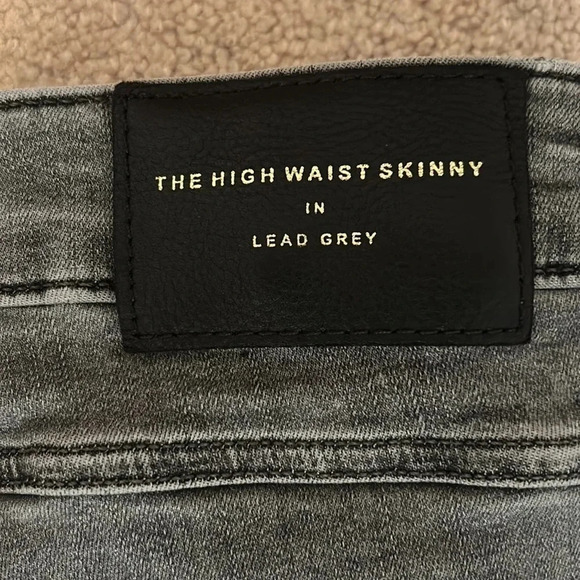 THE HIGH WAIST SKINNY
IN
LEAD GREY